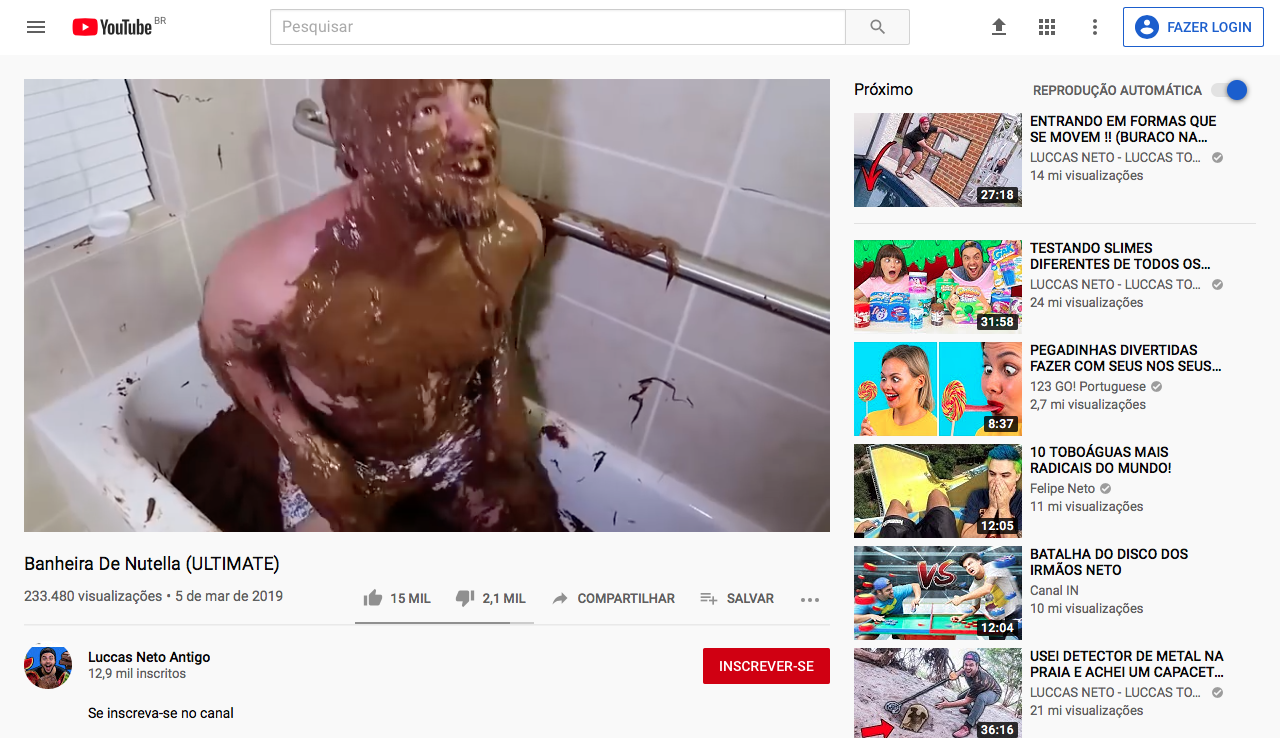 YouTube BR
Pesquisar
FAZER LOGIN
Próximo
REPRODUÇÃO AUTOMÁTICA
ENTRANDO EM FORMAS QUE
SE MOVEM !! (BURACO NA...
LUCCAS NETO - LUCCAS TO...
14 mi visualizações
27:18
TESTANDO SLIMES
DIFERENTES DE TODOS OS...
LUCCAS NETO - LUCCAS TO...
24 mi visualizações
31:58
PEGADINHAS DIVERTIDAS
FAZER COM SEUS NOS SEUS...
123 GO! Portuguese
2,7 mi visualizações
8:37
10 TOBOÁGUAS MAIS
RADICAIS DO MUNDO!
Felipe Neto
11 mi visualizações
12:05
BATALHA DO DISCO DOS
IRMÃOS NETO
Canal IN
10 mi visualizações
VS
12:04
USEI DETECTOR DE METAL NA
PRAIA E ACHEI UM CAPACET...
LUCCAS NETO - LUCCAS TO...
21 mi visualizações
36:16
Banheira De Nutella (ULTIMATE)
233.480 visualizações • 5 de mar de 2019
15 MIL
2,1 MIL
COMPARTILHAR
SALVAR
Luccas Neto Antigo
12,9 mil inscritos
INSCREVER-SE
Se inscreva-se no canal